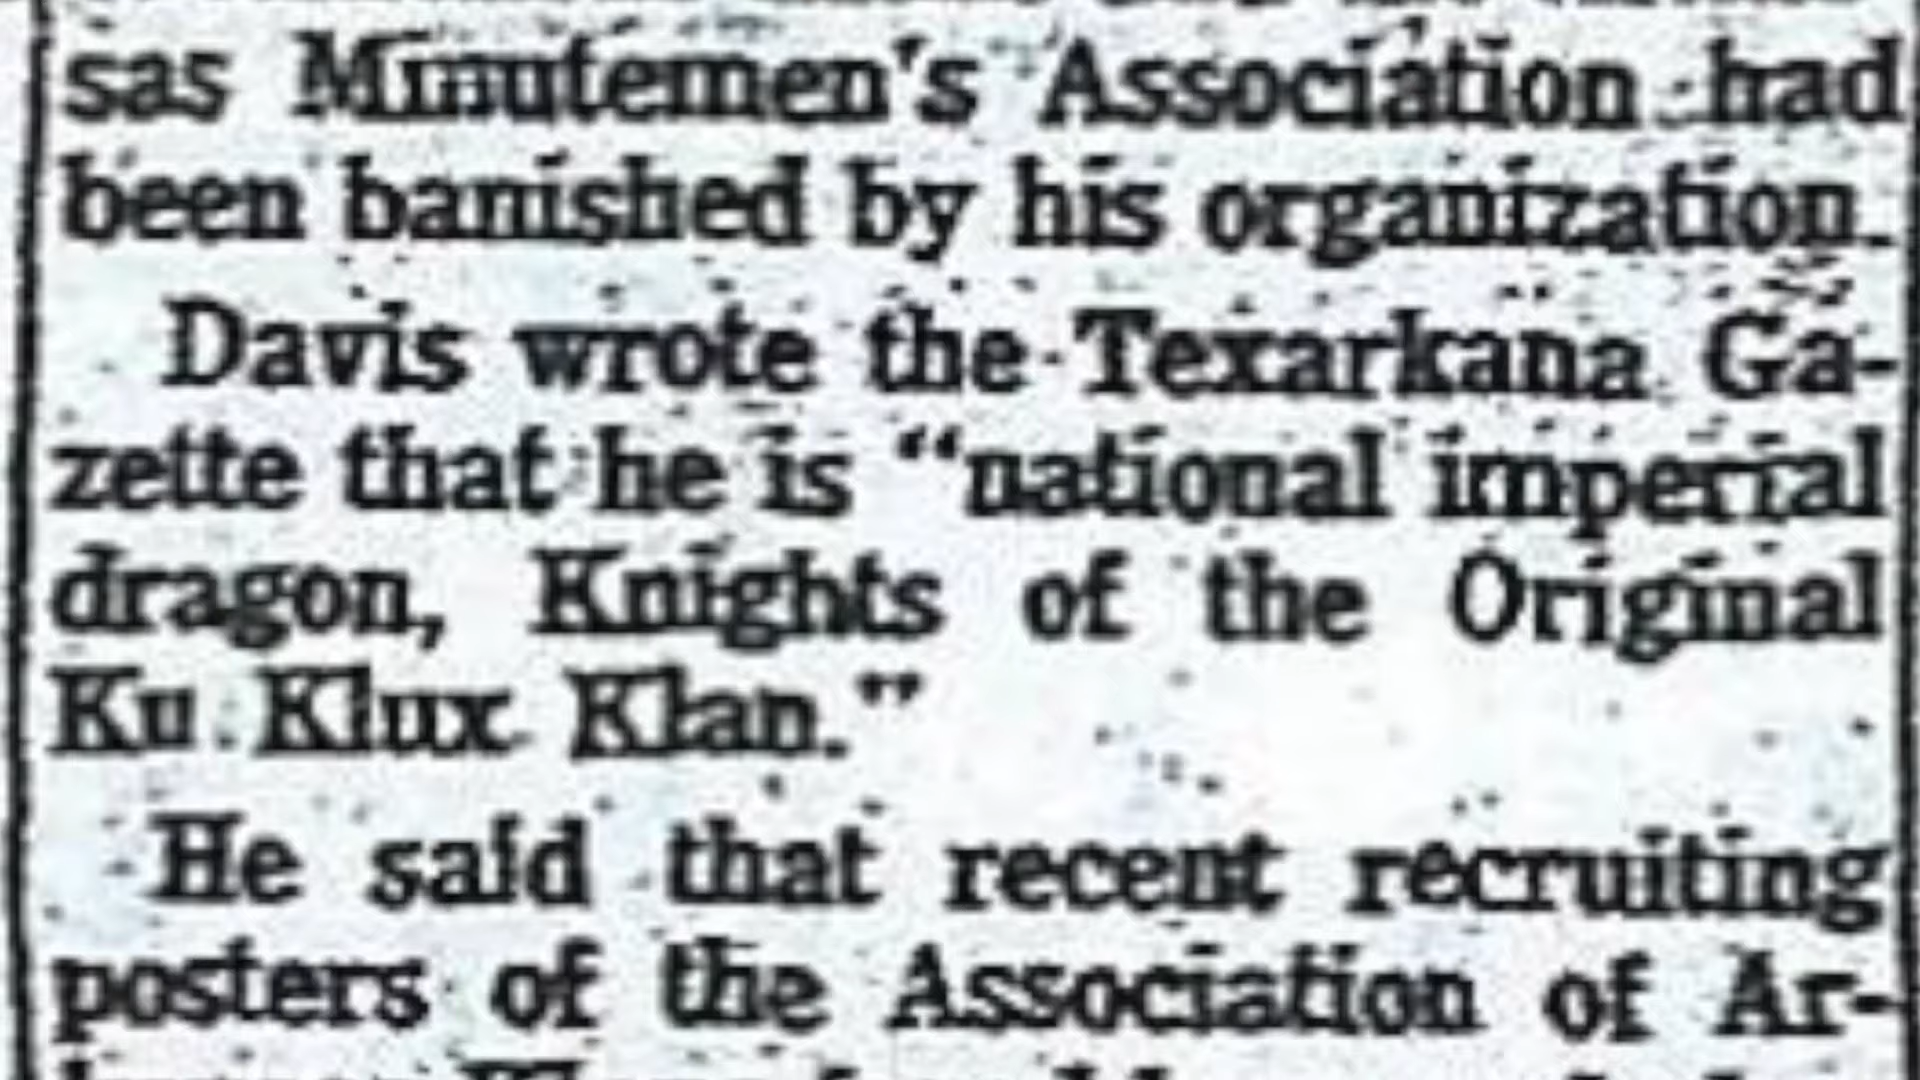 sas Minutemen's Association had
been banished by his organization.
Davis wrote the Texarkana Ga-
zette that he is “national imperial
dragon, Knights of the Original
Ku Klux Klan.”
He said that recent recruiting
posters of the Association of Ar-